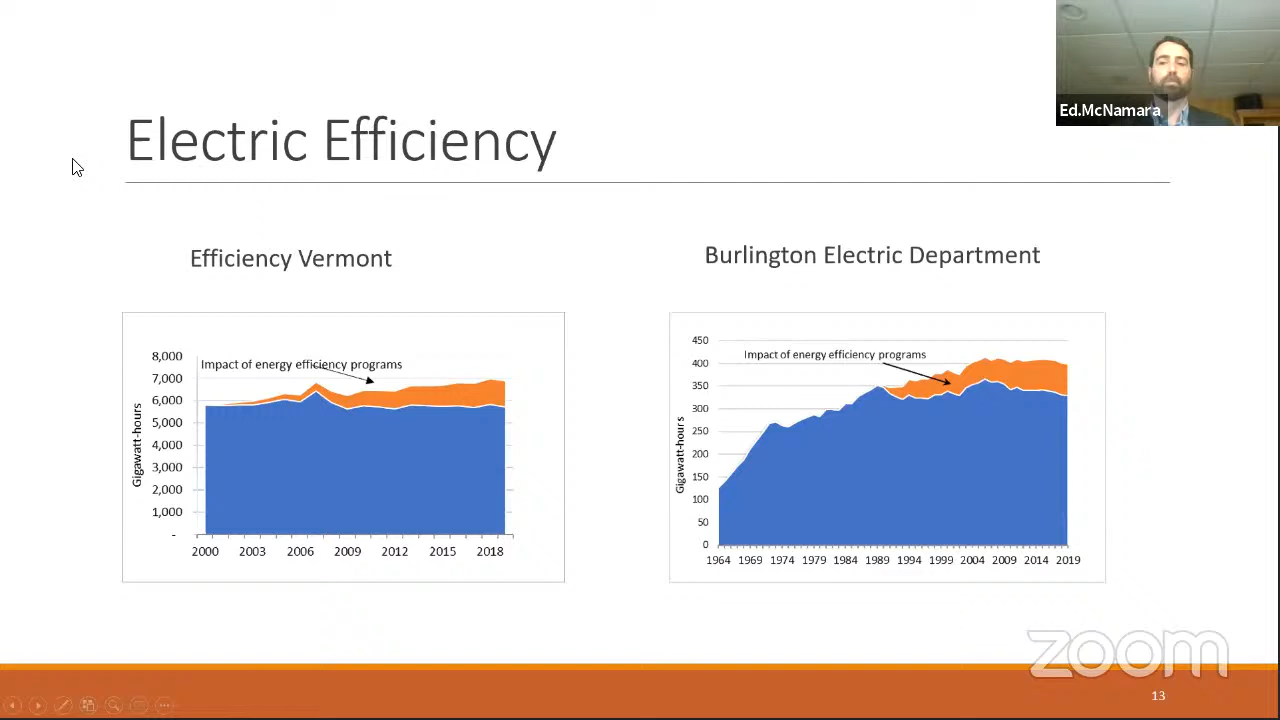 Ed.McNamara
Electric Efficiency
Efficiency Vermont
Burlington Electric Department
8,000
7,000
6,000
5,000
4,000
3,000
2,000
1,000
-
Gigawatt-hours
Impact of energy efficiency programs
2000 2003 2006 2009 2012 2015 2018
450
400
350
300
250
200
150
100
50
0
Gigawatt-hours
Impact of energy efficiency programs
1964 1969 1974 1979 1984 1989 1994 1999 2004 2009 2014 2019
zoom
13